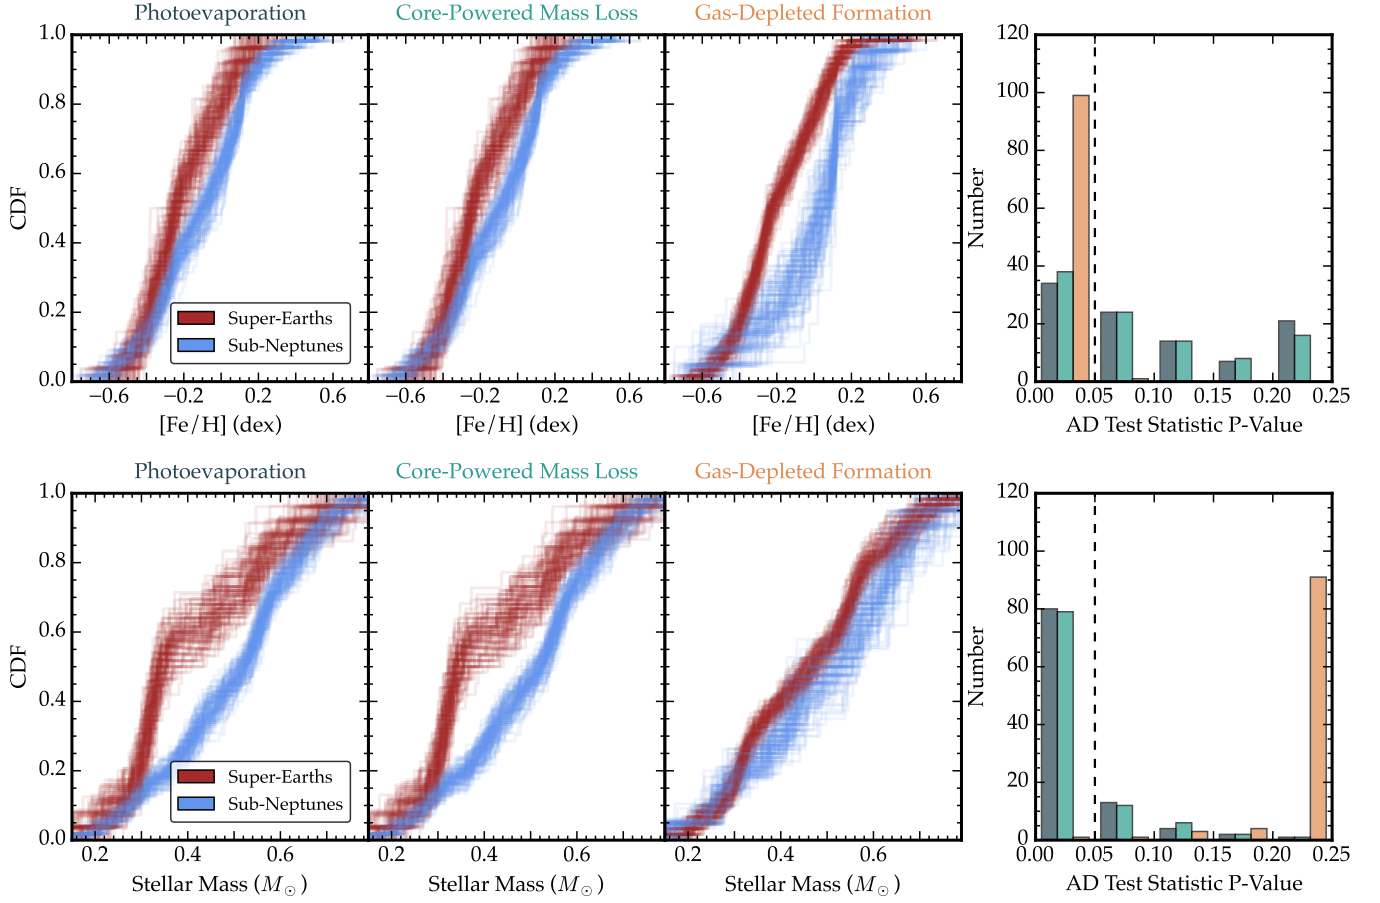 Photoevaporation Core-Powered Mass Loss Gas-Depleted Formation
CDF
1.0
0.8
0.6
0.4
0.2
0.0
Super-Earths
Sub-Neptunes
−0.6 −0.2 0.2 0.6 −0.6 −0.2 0.2 0.6 −0.6 −0.2 0.2 0.6
[Fe/H] (dex) [Fe/H] (dex) [Fe/H] (dex)
Number
120
100
80
60
40
20
0
0.00 0.05 0.10 0.15 0.20 0.25
AD Test Statistic P-Value
Photoevaporation Core-Powered Mass Loss Gas-Depleted Formation
CDF
1.0
0.8
0.6
0.4
0.2
0.0
Super-Earths
Sub-Neptunes
0.2 0.4 0.6 0.2 0.4 0.6 0.2 0.4 0.6
Stellar Mass (M☉) Stellar Mass (M☉) Stellar Mass (M☉)
Number
120
100
80
60
40
20
0
0.00 0.05 0.10 0.15 0.20 0.25
AD Test Statistic P-Value